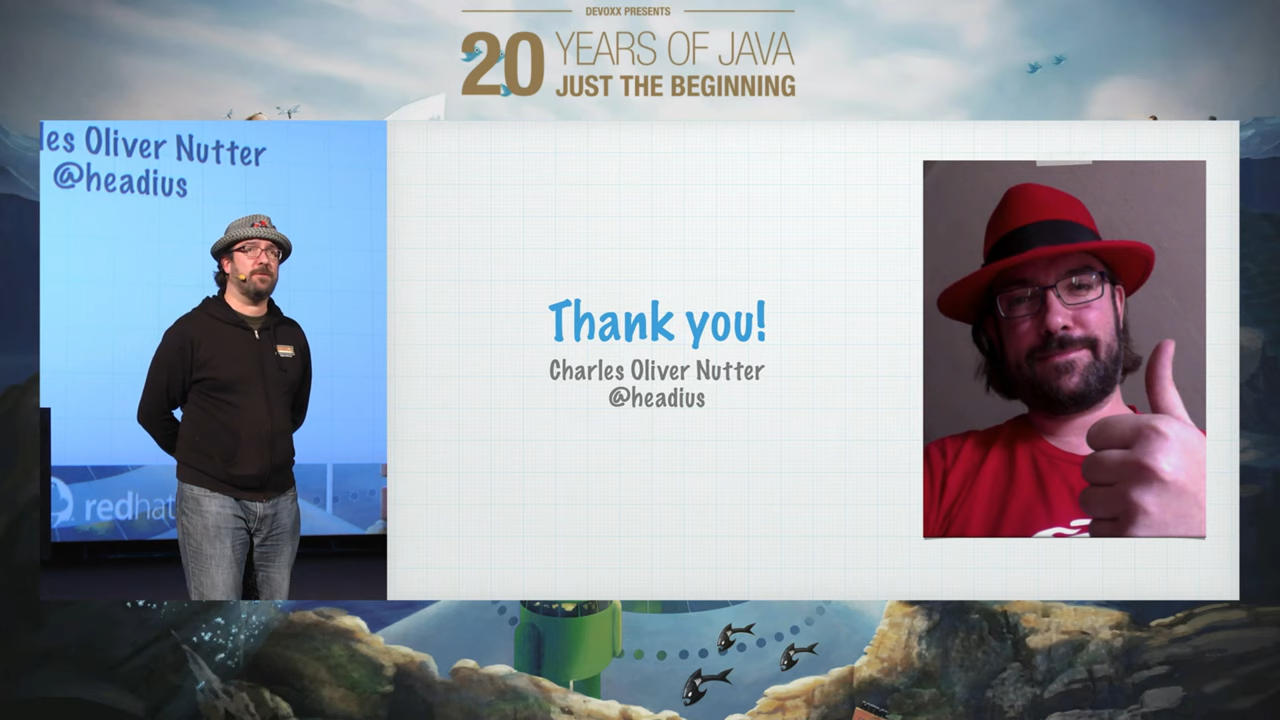 DEVOXX PRESENTS
20 YEARS OF JAVA
JUST THE BEGINNING
les Oliver Nutter
@headius
redhat
Thank you!
Charles Oliver Nutter
@headius